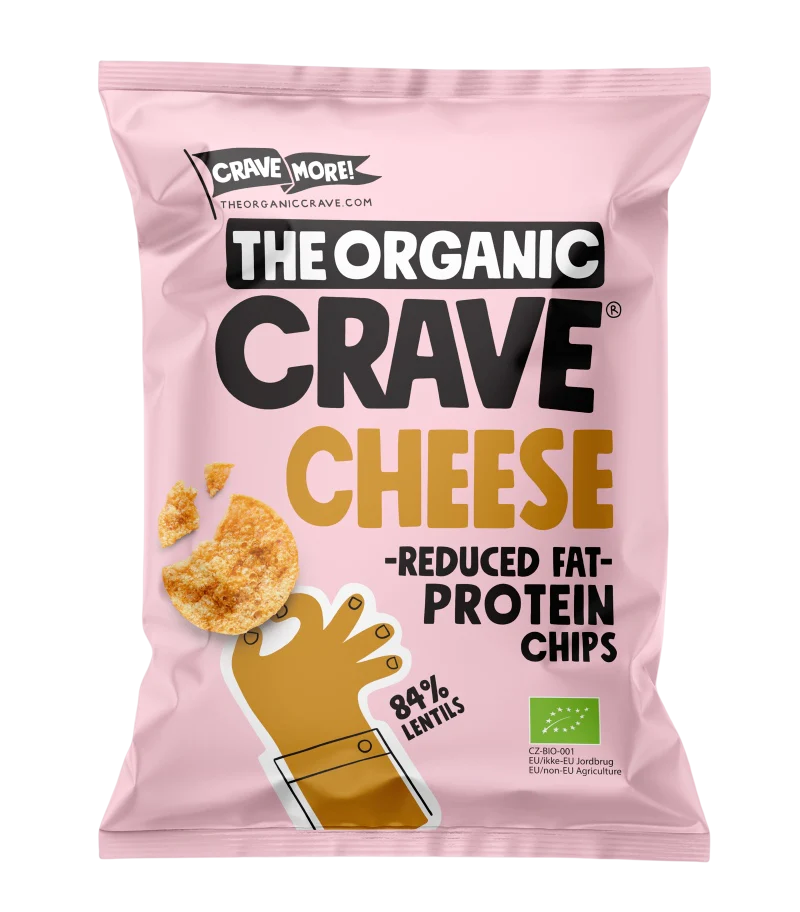 CRAVE MORE!
THEORGANICCRAVE.COM
THE ORGANIC
CRAVE®
CHEESE
-REDUCED FAT-
PROTEIN
CHIPS
84%
LENTILS
CZ-BIO-001
EU/ikke-EU Jordbrug
EU/non-EU Agriculture